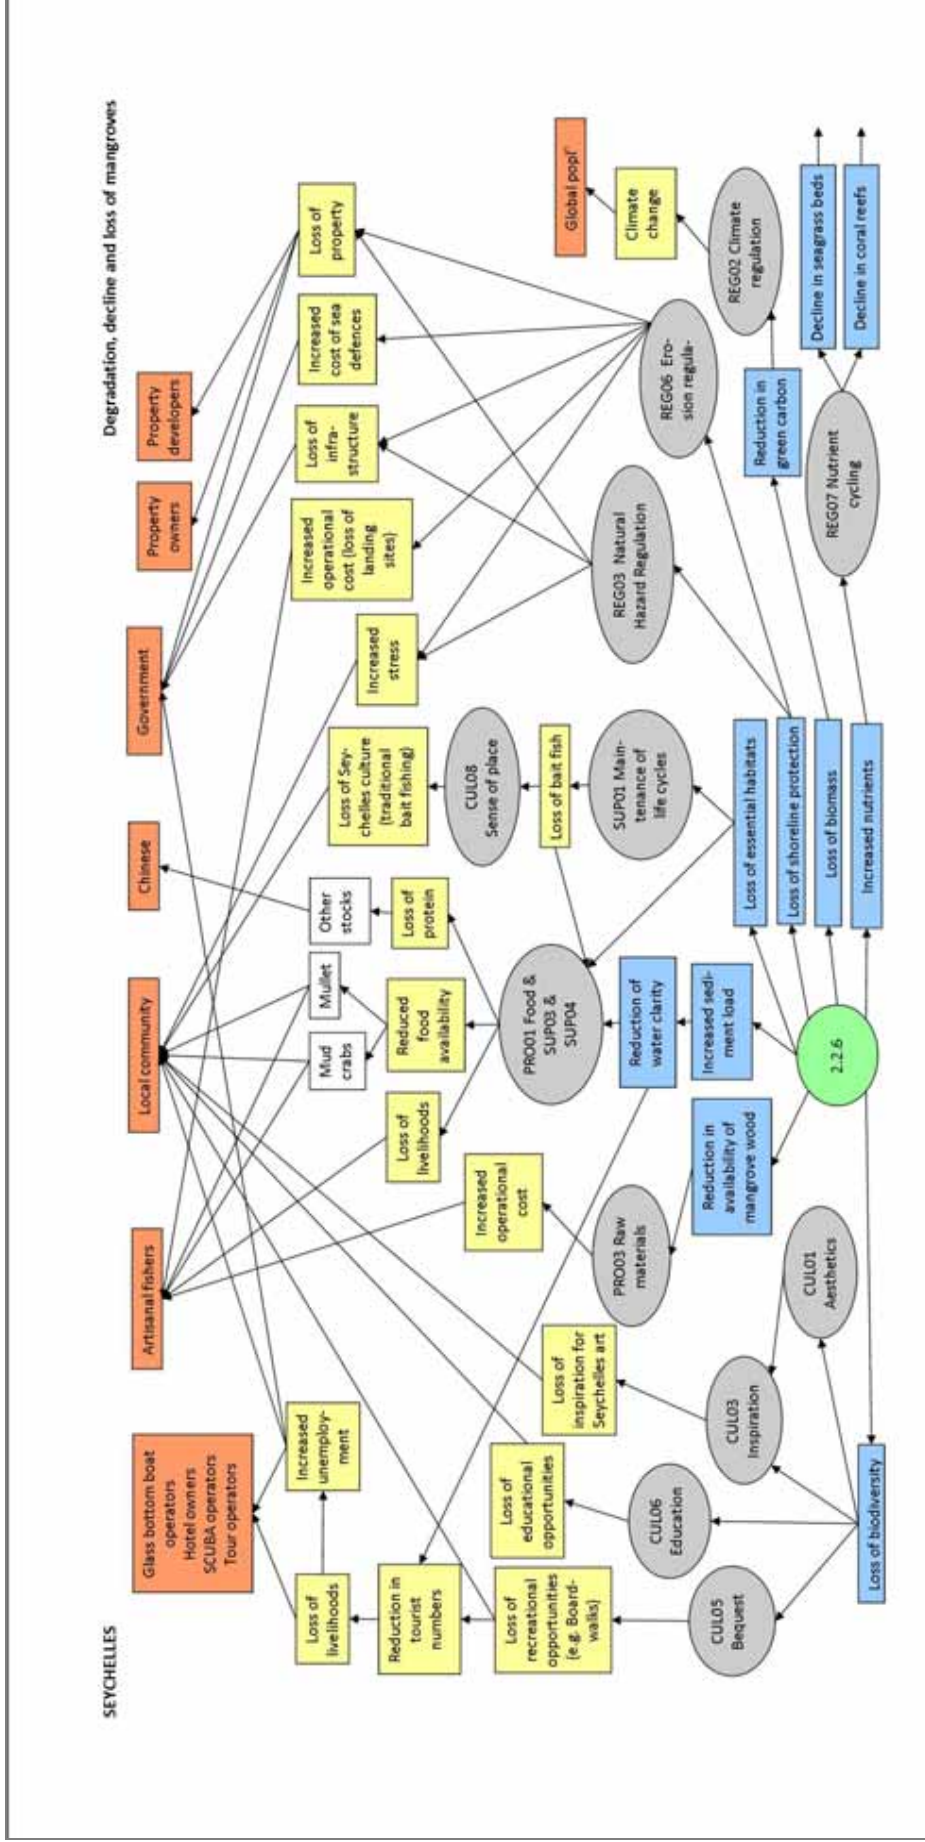 SEYCHELLES
Degradation, decline and loss of mangroves
Glass bottom boat
operators
Hotel owners
SCUBA operators
Tour operators
Artisanal fishers
Local community
Chinese
Government
Property
owners
Property
developers
Loss of
livelihoods
Increased
unemploy-
ment
Mud
crabs
Mullet
Other
stocks
Loss of Sey-
chelles culture
(traditional
bait fishing)
Increased
stress
Increased
operational
cost (loss of
landing
sites)
Loss of
infra-
structure
Increased
cost of sea
defences
Loss of
property
Reduction in
tourist
numbers
Loss of
livelihoods
Reduced
food
availability
Loss of
protein
CUL08
Sense of place
Loss of
recreational
opportunities
(e.g. Board-
walks)
Loss of
educational
opportunities
Loss of
inspiration for
Seychelles art
Increased
operational
cost
PRO01 Food &
SUP03 &
SUP04
Loss of bait fish
Global popl^
PRO03 Raw
materials
Reduction of
water clarity
SUP01 Main-
tenance of
life cycles
REG03 Natural
Hazard Regulation
REG06 Ero-
sion regula-
Climate
change
CUL05
Bequest
CUL06
Education
CUL03
Inspiration
CUL01
Aesthetics
Reduction in
availability of
mangrove wood
Increased sedi-
ment load
Loss of essential habitats
Loss of shoreline protection
Loss of biomass
Increased nutrients
REG02 Climate
regulation
Reduction in
green carbon
REG07 Nutrient
cycling
Decline in seagrass beds
Decline in coral reefs
2.2.6
Loss of biodiversity